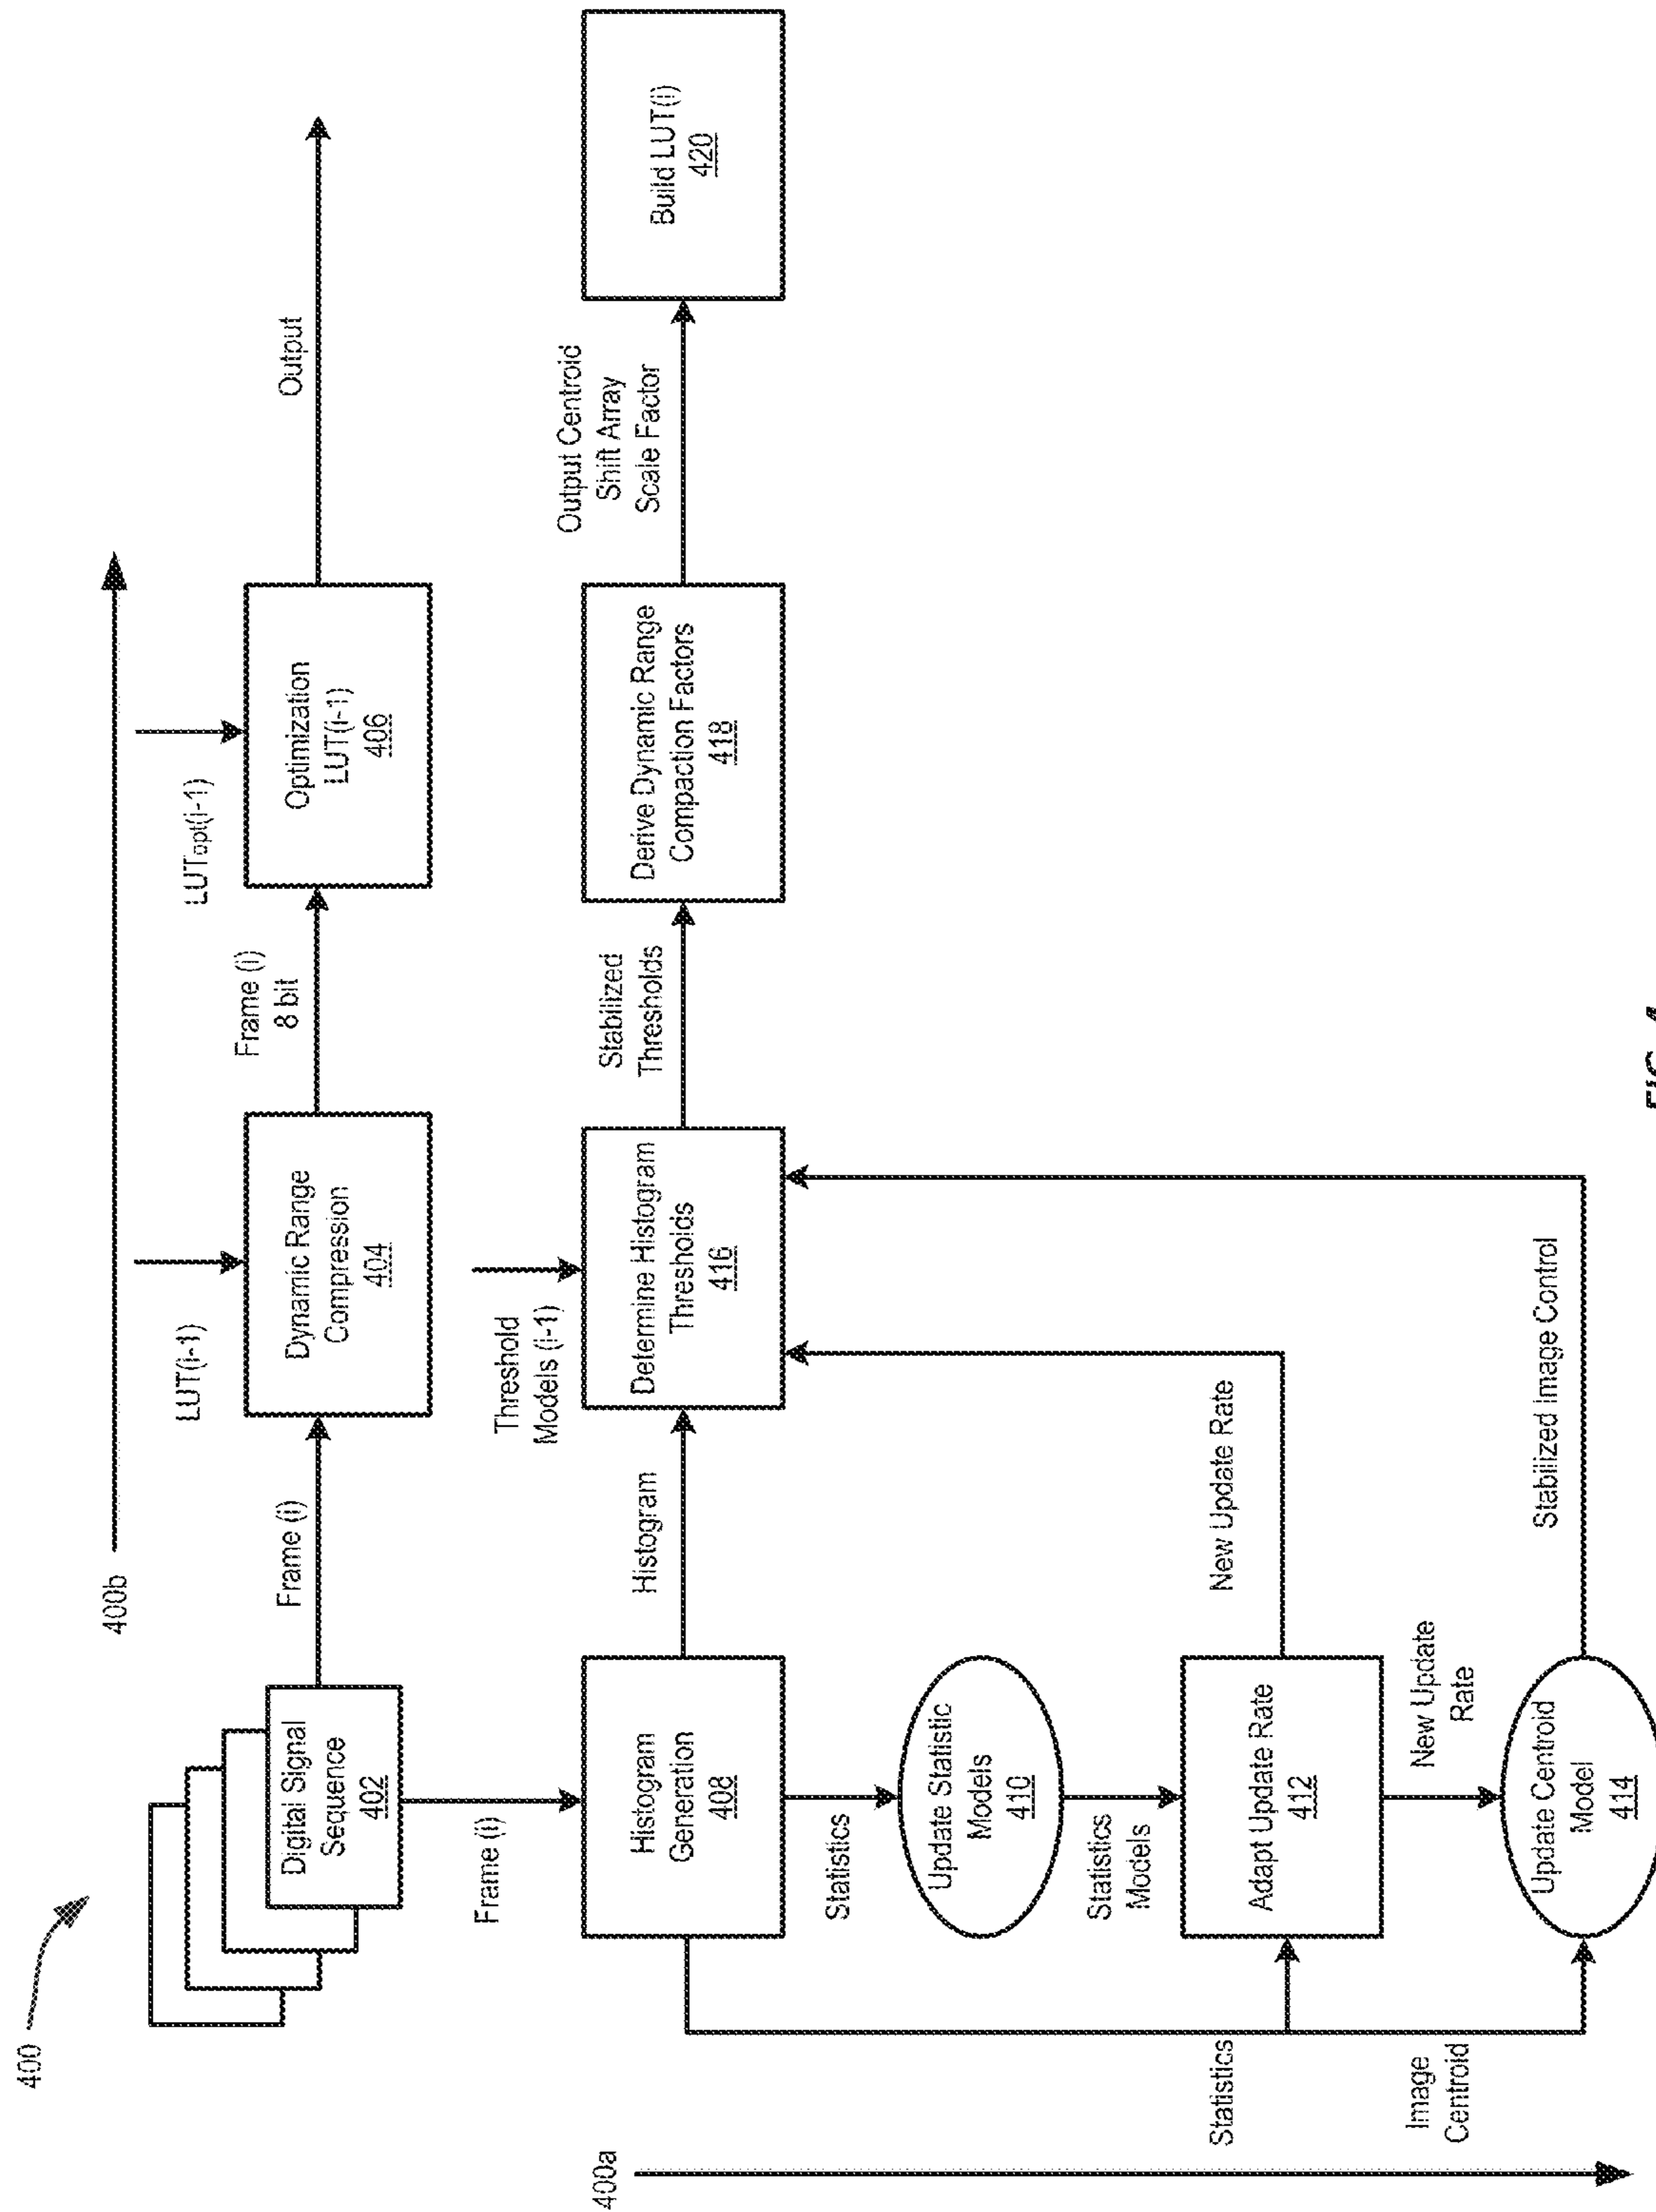 400
400b
Digital Signal
Sequence
402
Frame (i)
LUT(i-1)
Dynamic Range
Compression
404
Frame (i)
8 bit
LUTopt(i-1)
Optimization
LUT(i-1)
406
Output
Frame (i)
400a
Histogram
Generation
408
Histogram
Threshold
Models (i-1)
Determine Histogram
Thresholds
416
Stabilized
Thresholds
Derive Dynamic Range
Compaction Factors
418
Output Centroid
Shift Array
Scale Factor
Build LUT(i)
420
Statistics
Update Statistic
Models
410
Statistics
Models
Statistics
Adapt Update Rate
412
New Update Rate
Image
Centroid
New Update
Rate
Update Centroid
Model
414
Stabilized Image Control